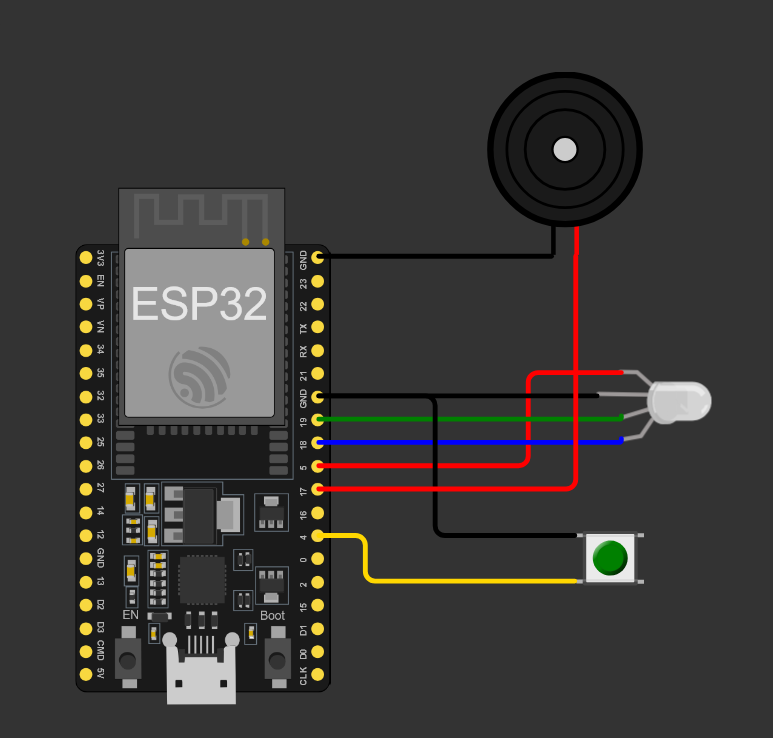 ESP32
3V3
EN
VP
VN
34
35
32
33
25
26
27
14
12
GND
13
D2
D3
CMD
5V
GND
23
22
TX
RX
21
GND
19
18
5
17
16
4
0
2
15
D1
D0
CLK
EN
Boot